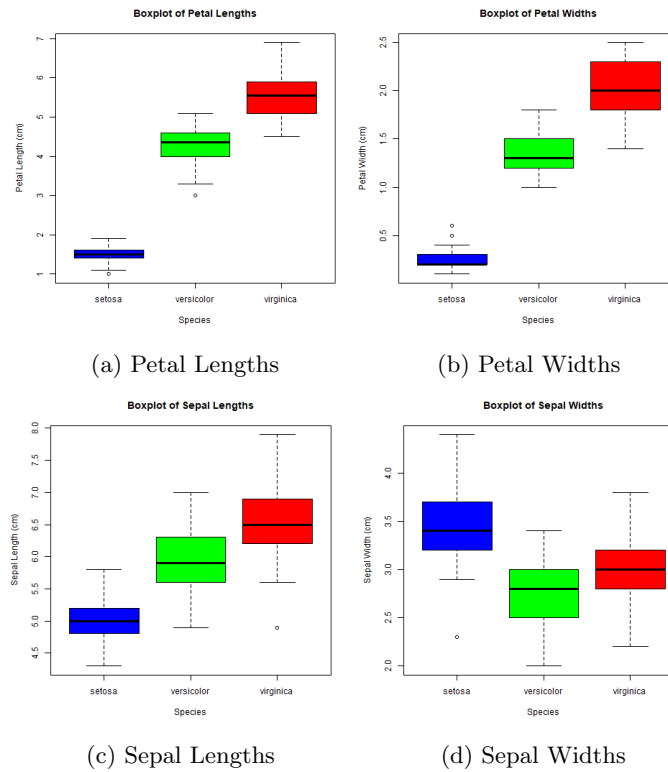 Boxplot of Petal Lengths
Petal Length (cm)
7
6
5
4
3
2
1
setosa versicolor virginica
Species
(a) Petal Lengths
Boxplot of Petal Widths
Petal Width (cm)
2.5
2.0
1.5
1.0
0.5
setosa versicolor virginica
Species
(b) Petal Widths
Boxplot of Sepal Lengths
Sepal Length (cm)
8.0
7.5
7.0
6.5
6.0
5.5
5.0
4.5
setosa versicolor virginica
Species
(c) Sepal Lengths
Boxplot of Sepal Widths
Sepal Width (cm)
4.0
3.5
3.0
2.5
2.0
setosa versicolor virginica
Species
(d) Sepal Widths